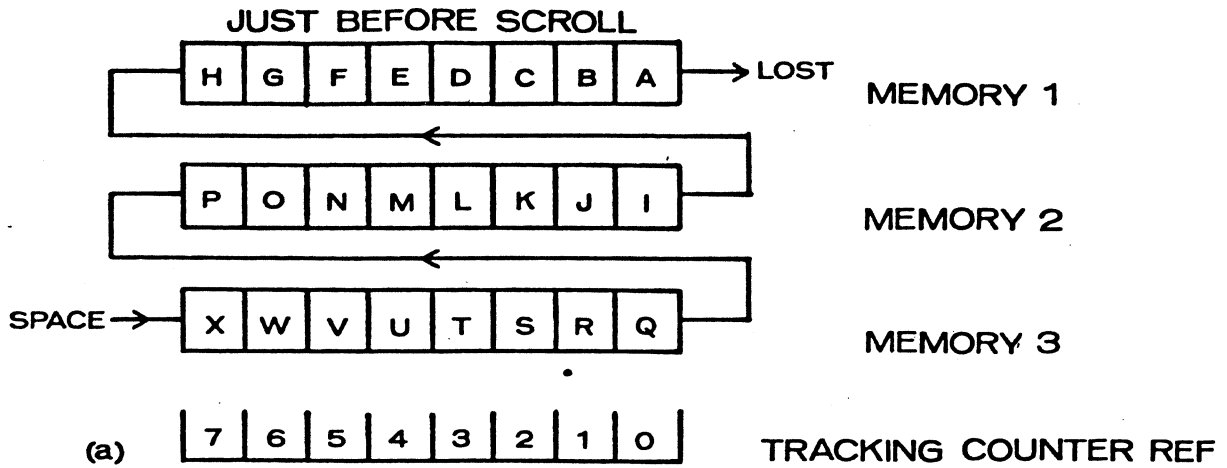 JUST BEFORE SCROLL
H G F E D C B A → LOST
MEMORY 1
P O N M L K J I
MEMORY 2
SPACE → X W V U T S R Q
MEMORY 3
(a) 7 6 5 4 3 2 1 0 TRACKING COUNTER REF